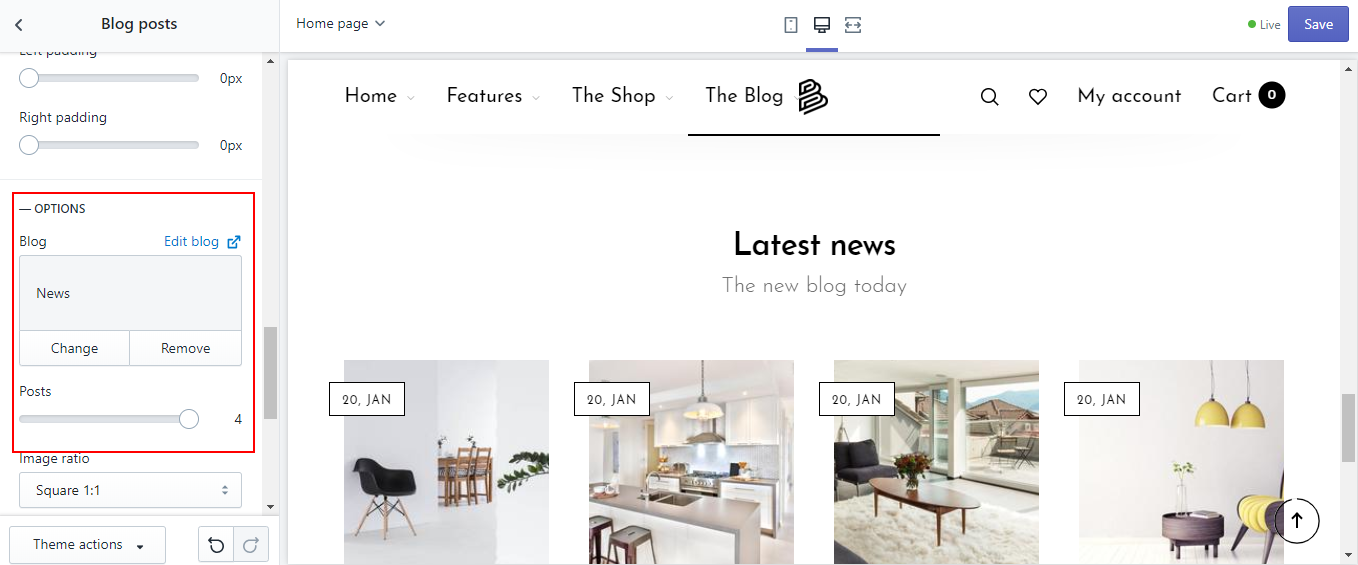 Blog posts
Home page
Live
Save
Left padding
0px
Right padding
0px
— OPTIONS
Blog
Edit blog
News
Change
Remove
Posts
4
Image ratio
Square 1:1
Theme actions
Home
Features
The Shop
The Blog
My account
Cart
0
Latest news
The new blog today
20, JAN
20, JAN
20, JAN
20, JAN